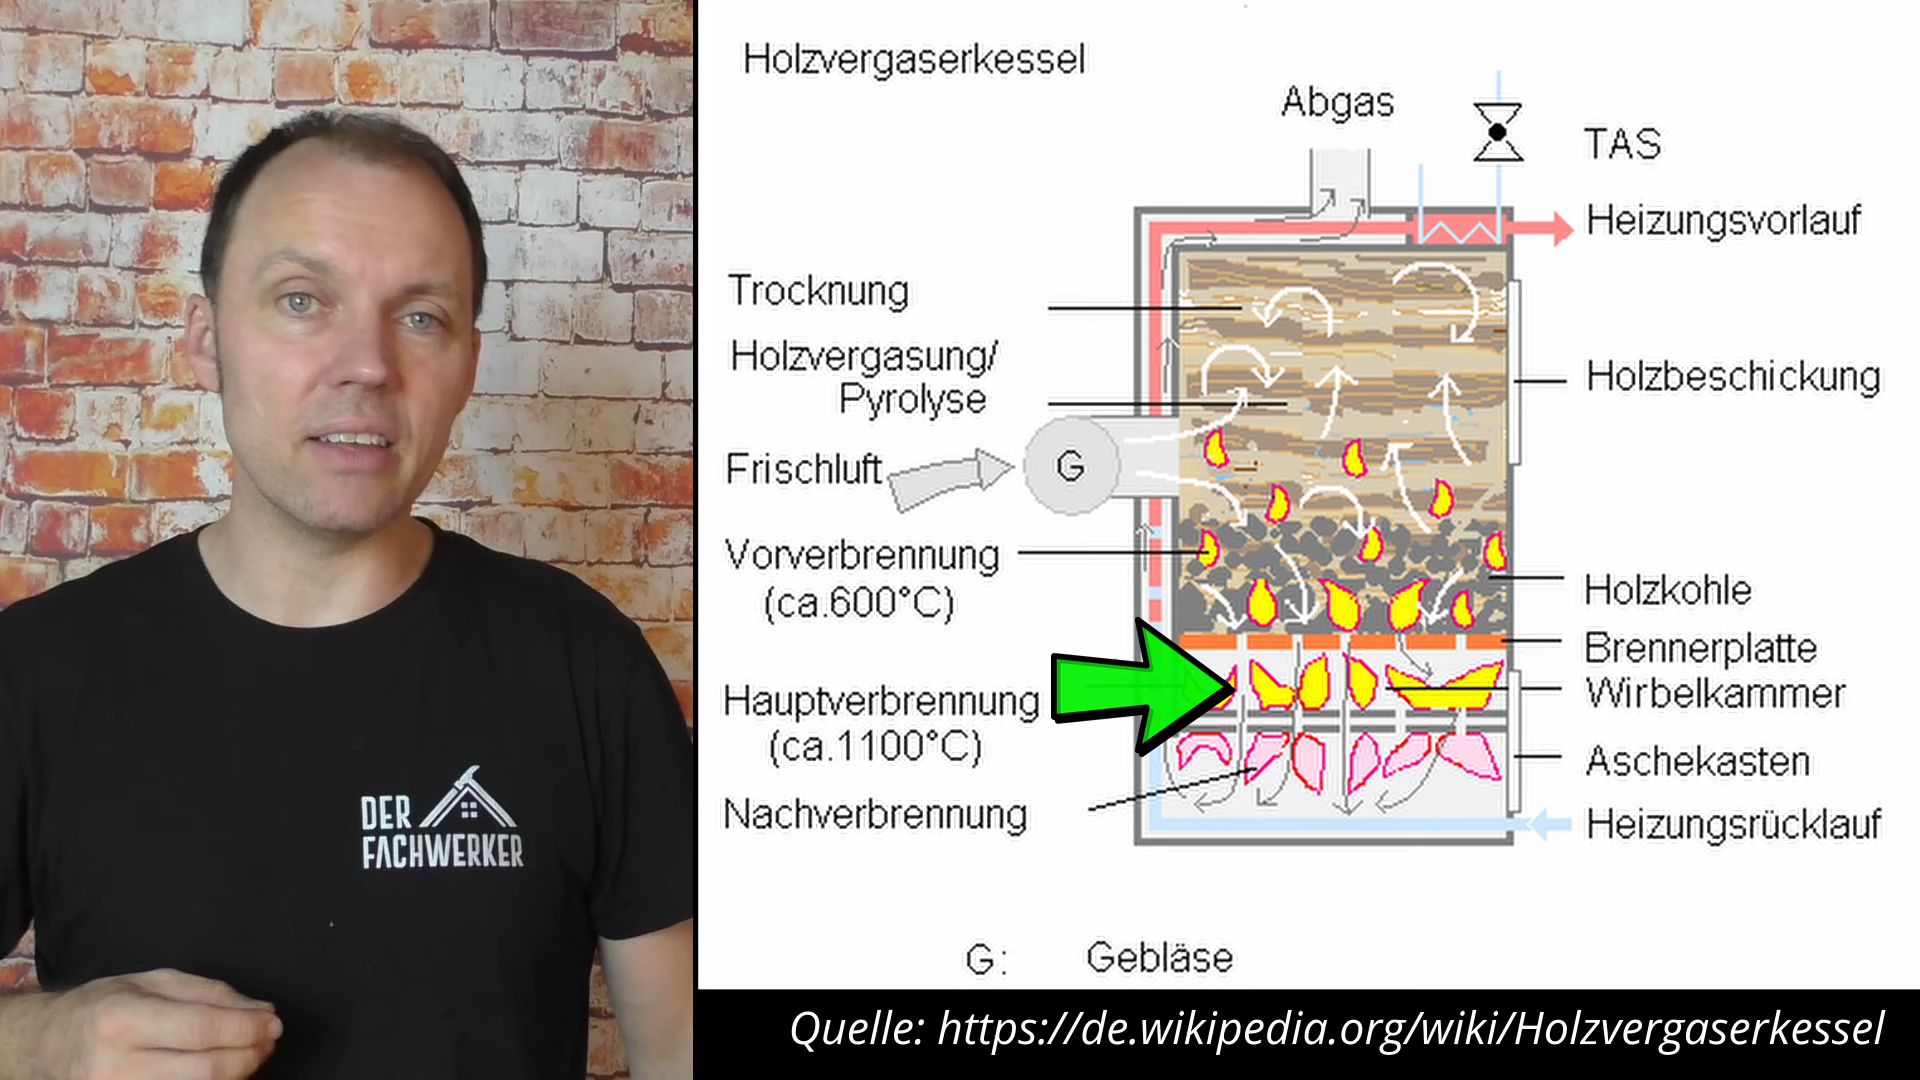 DER
FACHWERKER
Holzvergaserkessel
Abgas
TAS
Heizungsvorlauf
Trocknung
Holzvergasung/
Pyrolyse
Holzbeschickung
Frischluft
G
Vorverbrennung
(ca.600°C)
Holzkohle
Brennerplatte
Wirbelkammer
Hauptverbrennung
(ca.1100°C)
Aschekasten
Nachverbrennung
Heizungsrücklauf
G: Gebläse
Quelle: https://de.wikipedia.org/wiki/Holzvergaserkessel